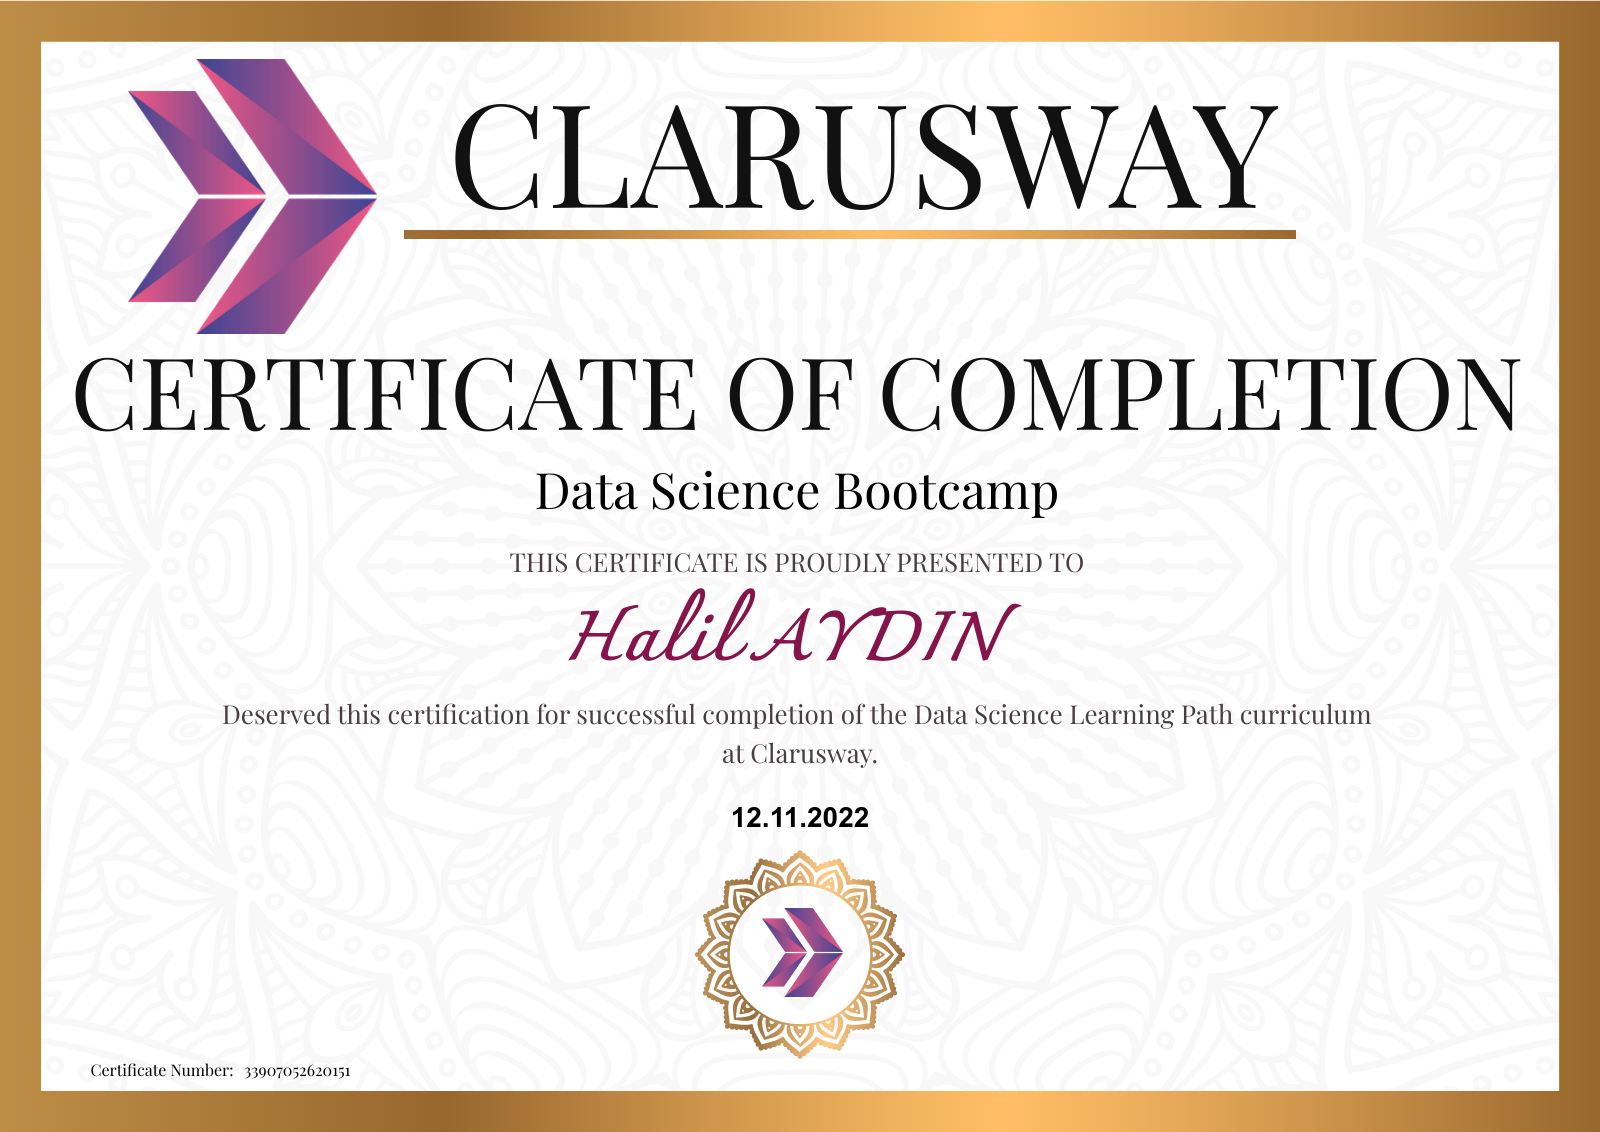 CLARUSWAY
CERTIFICATE OF COMPLETION
Data Science Bootcamp
THIS CERTIFICATE IS PROUDLY PRESENTED TO
Halil AYDIN
Deserved this certification for successful completion of the Data Science Learning Path curriculum
at Clarusway.
12.11.2022
Certificate Number: 33907052620151